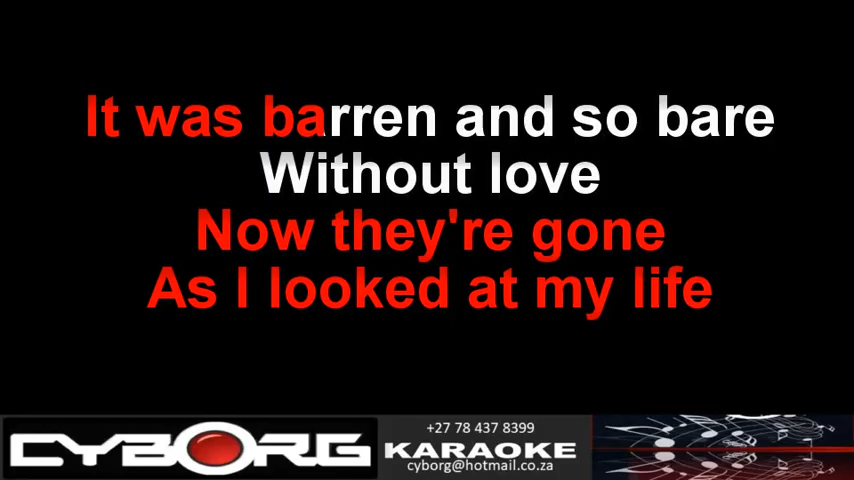 It was barren and so bare
Without love
Now they're gone
As I looked at my life
CYBORG
+27 78 437 8399
KARAOKE
cyborg@hotmail.co.za